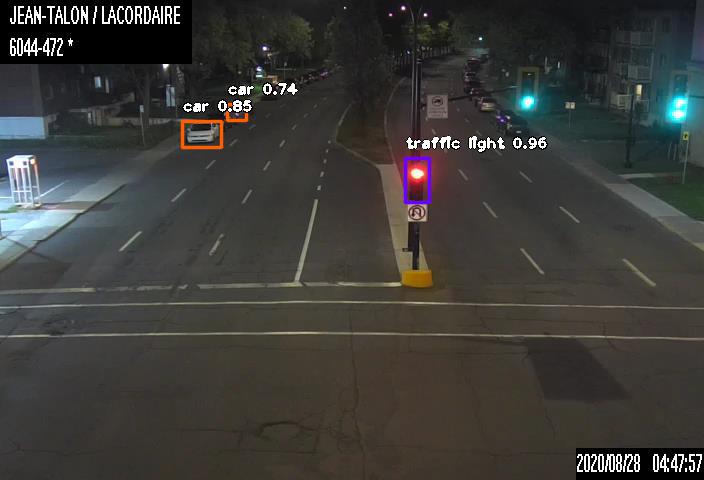 JEAN-TALON / LACORDAIRE
6044-472 *
car 0.74
car 0.85
traffic light 0.96
2020/08/28 04:47:57